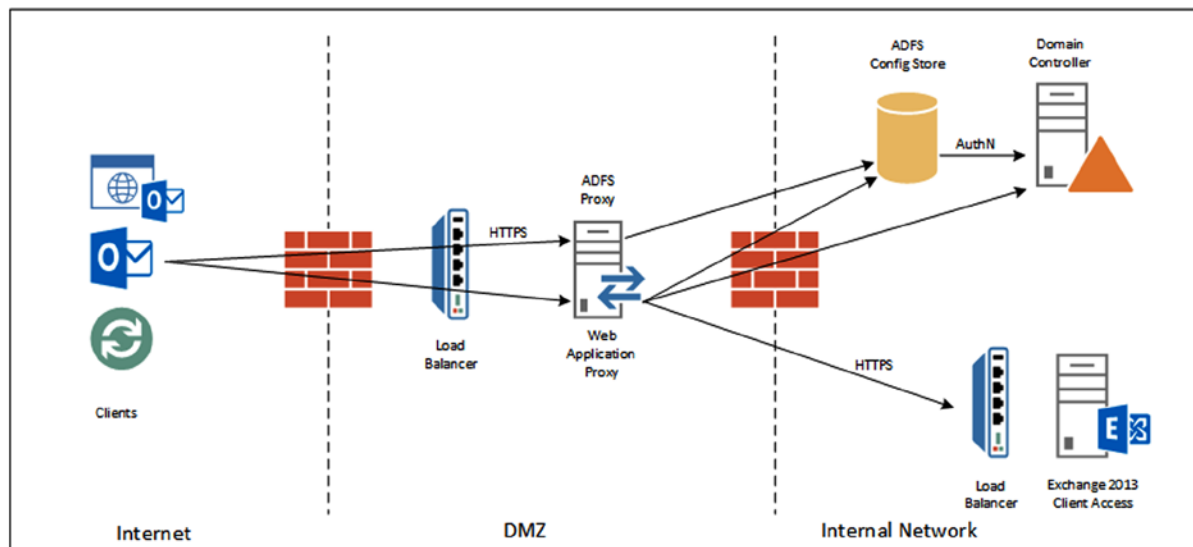 ADFS
Config Store
Domain
Controller
AuthN
ADFS
Proxy
HTTPS
Load
Balancer
Web
Application
Proxy
Clients
HTTPS
Load
Balancer
Exchange 2013
Client Access
Internet
DMZ
Internal Network
O
O
E